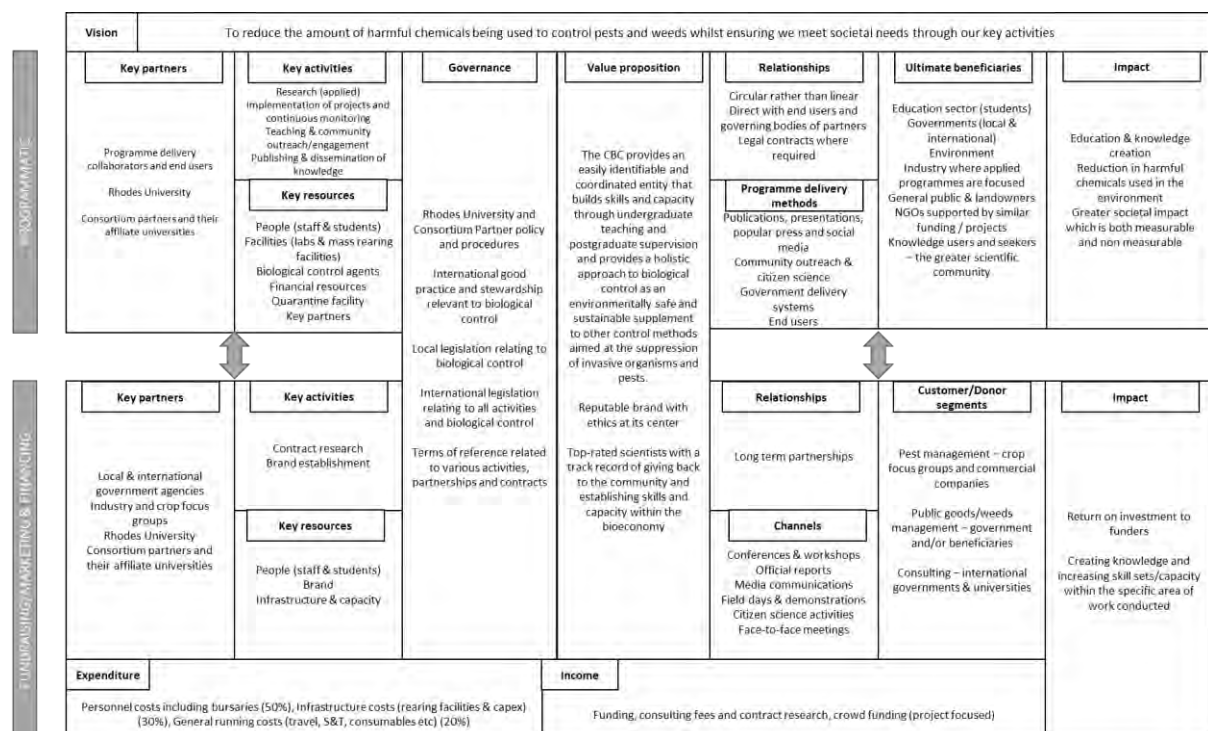 Vision
To reduce the amount of harmful chemicals being used to control pests and weeds whilst ensuring we meet societal needs through our key activities
PROGRAMMATIC
Key partners
Programme delivery
collaborators and end users
Rhodes University
Consortium partners and their
affiliate universities
Key activities
Research (applied)
Implementation of projects and
continuous monitoring
Teaching & community
outreach/engagement
Publishing & dissemination of
knowledge
Key resources
People (staff & students)
Facilities (labs & mass rearing
facilities)
Biological control agents
Financial resources
Quarantine facility
Key partners
Governance
Rhodes University and
Consortium Partner policy
and procedures
International good
practice and stewardship
relevant to biological
control
Local legislation relating to
biological control
International legislation
relating to all activities
and biological control
Terms of reference related
to various activities,
partnerships and contracts
Value proposition
The CBC provides an
easily identifiable and
coordinated entity that
builds skills and capacity
through undergraduate
teaching and
postgraduate supervision
and provides a holistic
approach to biological
control as an
environmentally safe and
sustainable supplement
to other control methods
aimed at the suppression
of invasive organisms and
pests.
Reputable brand with
ethics at its center
Top-rated scientists with a
track record of giving back
to the community and
establishing skills and
capacity within the
bioeconomy
Relationships
Circular rather than linear
Direct with end users and
governing bodies of partners
Legal contracts where
required
Programme delivery
methods
Publications, presentations,
popular press and social
media
Community outreach &
citizen science
Government delivery
systems
End users
Ultimate beneficiaries
Education sector (students)
Governments (local &
international)
Environment
Industry where applied
programmes are focused
General public & landowners
NGOs supported by similar
funding / projects
Knowledge users and seekers
– the greater scientific
community
Impact
Education & knowledge
creation
Reduction in harmful
chemicals used in the
environment
Greater societal impact
which is both measurable
and non measurable
FUNDRAISING/MARKETING & FINANCING
Key partners
Local & international
government agencies
Industry and crop focus
groups
Rhodes University
Consortium partners and
their affiliate universities
Key activities
Contract research
Brand establishment
Key resources
People (staff & students)
Brand
Infrastructure & capacity
Relationships
Long term partnerships
Channels
Conferences & workshops
Official reports
Media communications
Field days & demonstrations
Citizen science activities
Face-to-face meetings
Customer/Donor
segments
Pest management – crop
focus groups and commercial
companies
Public goods/weeds
management – government
and/or beneficiaries
Consulting – international
governments & universities
Impact
Return on investment to
funders
Creating knowledge and
increasing skill sets/capacity
within the specific area of
work conducted
Expenditure
Personnel costs including bursaries (50%), Infrastructure costs (rearing facilities & capex)
(30%), General running costs (travel, S&T, consumables etc) (20%)
Income
Funding, consulting fees and contract research, crowd funding (project focused)